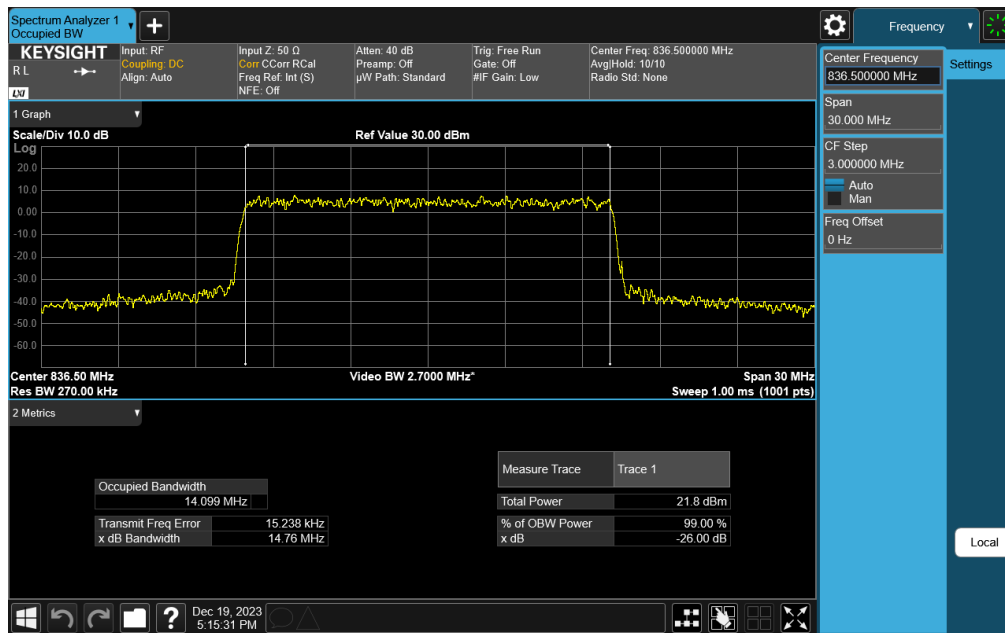 Spectrum Analyzer 1
Occupied BW
Frequency
KEYSIGHT
R L
LXI
Input: RF
Coupling: DC
Align: Auto
Input Z: 50 Ω
Corr CCorr RCal
Freq Ref: Int (S)
NFE: Off
Atten: 40 dB
Preamp: Off
µW Path: Standard
Trig: Free Run
Gate: Off
#IF Gain: Low
Center Freq: 836.500000 MHz
Avg|Hold: 10/10
Radio Std: None
Center Frequency
836.500000 MHz
Settings
Span
30.000 MHz
CF Step
3.000000 MHz
Auto
Man
Freq Offset
0 Hz
Local
1 Graph
Scale/Div 10.0 dB
Ref Value 30.00 dBm
Log
20.0
10.0
0.00
-10.0
-20.0
-30.0
-40.0
-50.0
-60.0
Center 836.50 MHz
Video BW 2.7000 MHz*
Span 30 MHz
Res BW 270.00 kHz
Sweep 1.00 ms (1001 pts)
2 Metrics
Measure Trace Trace 1
Occupied Bandwidth
14.099 MHz
Total Power 21.8 dBm
Transmit Freq Error 15.238 kHz
% of OBW Power 99.00 %
x dB Bandwidth 14.76 MHz
x dB -26.00 dB
?
Dec 19, 2023
5:15:31 PM